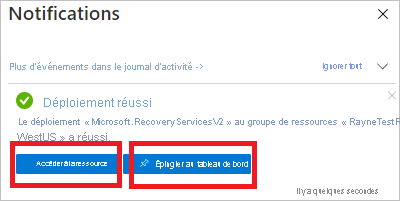 Notifications
Plus d'événements dans le journal d'activité -> Ignorer tout
Déploiement réussi
Le déploiement « Microsoft.RecoveryServicesV2 » au groupe de ressources « RayneTestF
WestUS » a réussi.
Accéder à la ressource Épingler au tableau de bord
Il y a quelques secondes